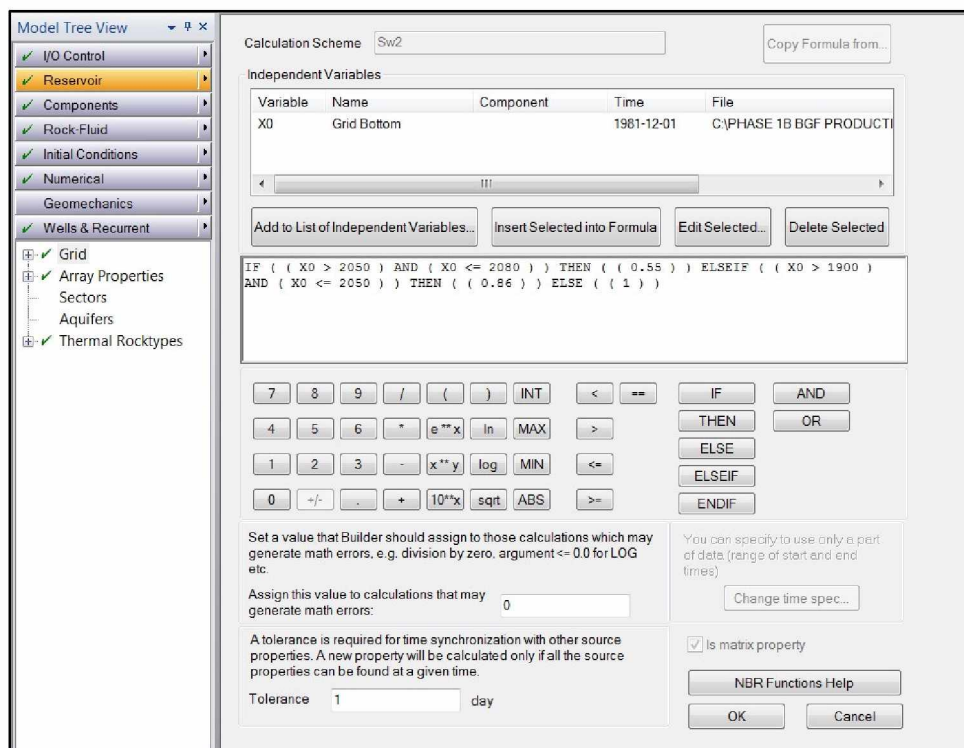 Model Tree View
I/O Control
Reservoir
Components
Rock-Fluid
Initial Conditions
Numerical
Geomechanics
Wells & Recurrent
Grid
Array Properties
Sectors
Aquifers
Thermal Rocktypes
Calculation Scheme Sw2
Copy Formula from...
Independent Variables
Variable Name Component Time File
X0 Grid Bottom 1981-12-01 C:\PHASE 1B BGF PRODUCTI
Add to List of Independent Variables... Insert Selected into Formula Edit Selected... Delete Selected
IF ( ( X0 > 2050 ) AND ( X0 <= 2080 ) ) THEN ( ( 0.55 ) ) ELSEIF ( ( X0 > 1900 )
AND ( X0 <= 2050 ) ) THEN ( ( 0.86 ) ) ELSE ( ( 1 ) )
7 8 9 / ( ) INT < == IF AND
4 5 6 * e ** x ln MAX > THEN OR
ELSE
1 2 3 - x ** y log MIN <= ELSEIF
0 +/- . + 10**x sqrt ABS >= ENDIF
Set a value that Builder should assign to those calculations which may
generate math errors, e.g. division by zero, argument <= 0.0 for LOG
etc.
Assign this value to calculations that may
generate math errors: 0
You can specify to use only a part
of data (range of start and end
times)
Change time spec...
A tolerance is required for time synchronization with other source
properties. A new property will be calculated only if all the source
properties can be found at a given time.
Tolerance 1 day
Is matrix property
NBR Functions Help
OK Cancel